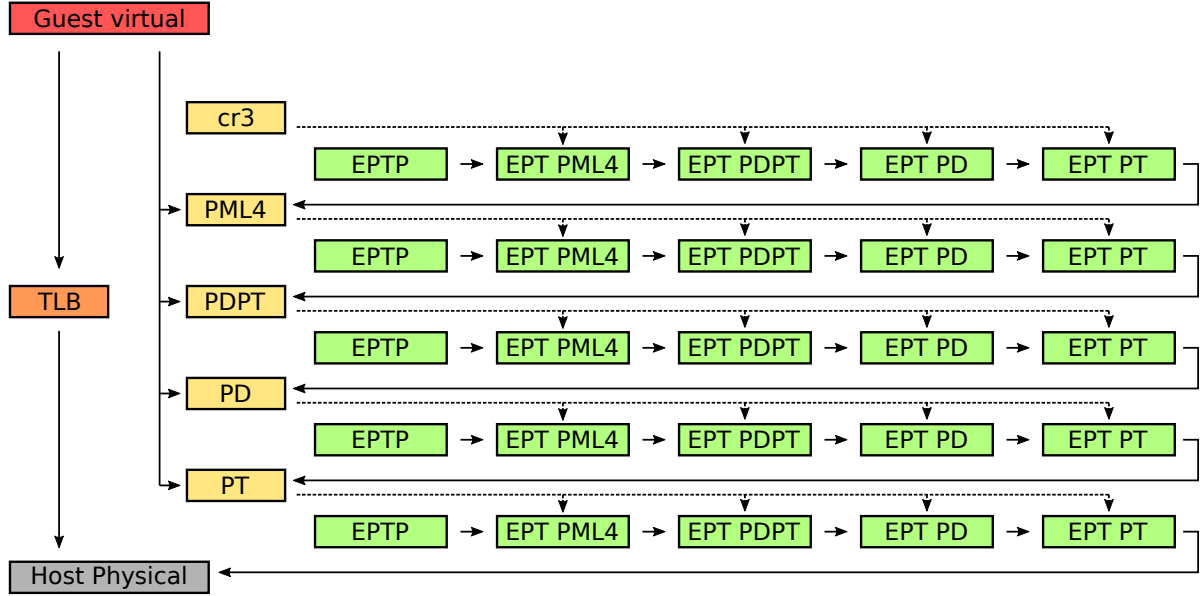 Guest virtual
cr3
EPTP EPT PML4 EPT PDPT EPT PD EPT PT
PML4
EPTP EPT PML4 EPT PDPT EPT PD EPT PT
TLB PDPT
EPTP EPT PML4 EPT PDPT EPT PD EPT PT
PD
EPTP EPT PML4 EPT PDPT EPT PD EPT PT
PT
EPTP EPT PML4 EPT PDPT EPT PD EPT PT
Host Physical